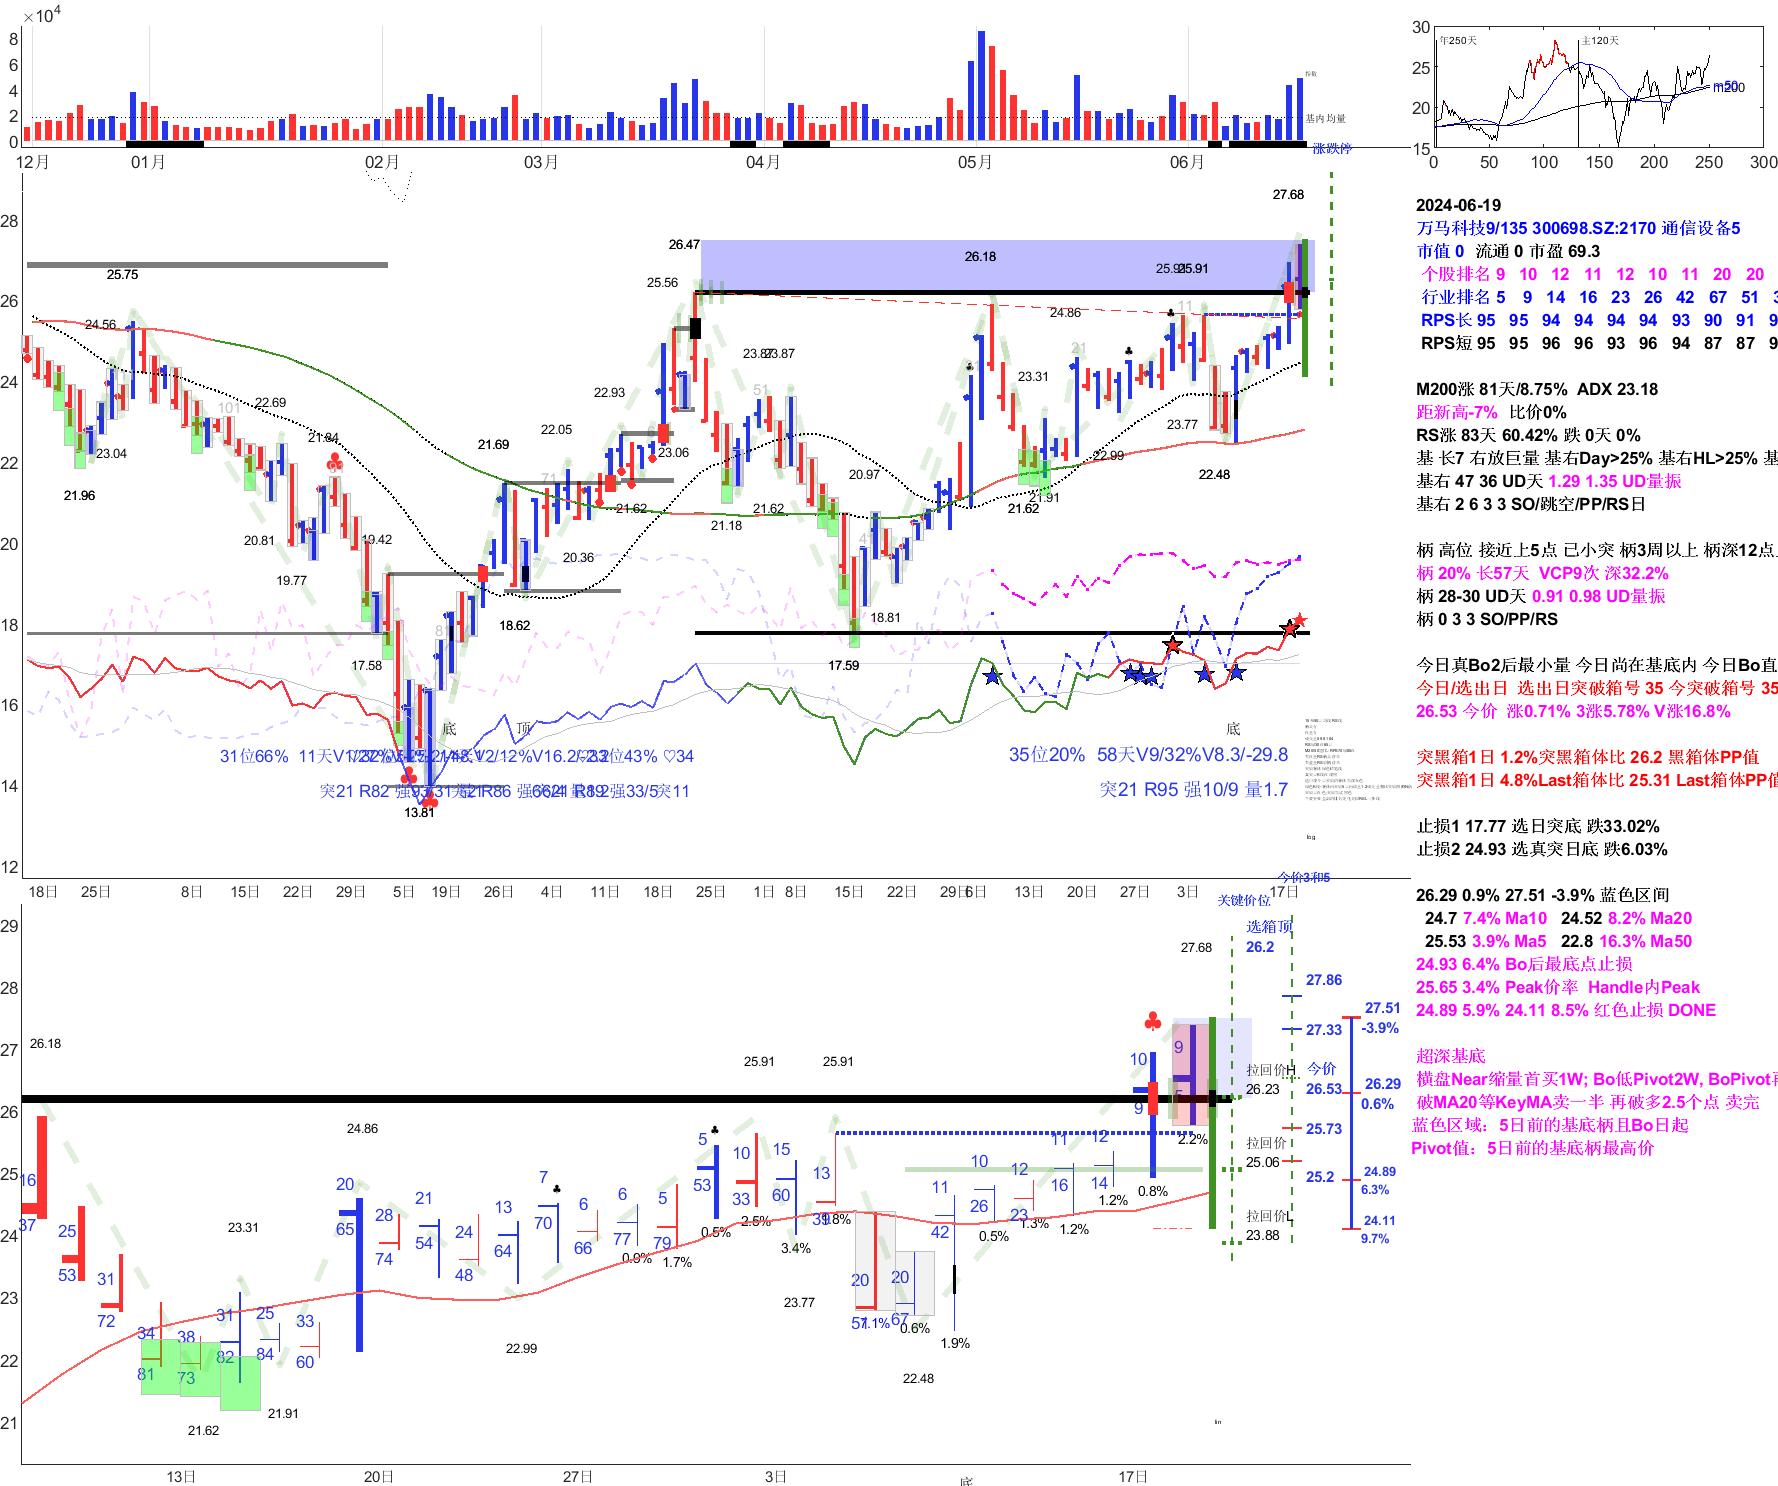 ×10⁴
8
6
4
2
0
基内均量
涨跌停
12月 01月 02月 03月 04月 05月 06月
30
25
20
15
年250天
主120天
m200
0 50 100 150 200 250 300
28
26
24
22
20
18
16
14
12
25.75
24.56
23.04
21.96
101
22.69
21.84
20.81
19.77
19.42
17.58
13.81
21.69
22.05
22.93
18.62
20.36
21.62
23.06
25.56
26.47
21.18
51
21.62
23.87
20.97
17.59
18.81
26.18
24.86
23.31
21.62
21.91
21
22.99
25.91
11
23.77
22.48
27.68
底
顶
底
31位66%
位43% ♡34
突21 R82
35位20% 58天V9/32%V8.3/-29.8
突21 R95 强10/9 量1.7
log
18日 25日 8日 15日 22日 29日 5日 19日 26日 4日 11日 18日 25日 1日 8日 15日 22日 29日 6日 13日 20日 27日 3日 17日
今价3和5
关键价位
选箱顶
26.2
29
28
27
26
25
24
23
22
21
26.18
24.86
23.31
21.62
21.91
22.99
25.91
25.91
23.77
22.48
27.68
16
37
25
53
31
72
34
81
38
73
31
82
25
84
33
60
20
65
28
74
21
54
24
48
13
64
7
70
6
66
6
77
0.9%
5
79
1.7%
5
53
0.5%
10
33
2.5%
15
60
3.4%
13
20
20
67
0.6%
11
42
1.9%
10
26
0.5%
12
23
1.3%
11
16
1.2%
12
14
1.2%
10
9
0.8%
9
2.2%
拉回价H
26.23
拉回价
25.06
拉回价L
23.88
27.86
27.33
今价
26.53
25.73
25.2
27.51
-3.9%
26.29
0.6%
24.89
6.3%
24.11
9.7%
lin
13日 20日 27日 3日 底 17日
2024-06-19
万马科技9/135 300698.SZ:2170 通信设备5
市值 0 流通 0 市盈 69.3
个股排名 9 10 12 11 12 10 11 20 20
行业排名 5 9 14 16 23 26 42 67 51
RPS长 95 95 94 94 94 94 93 90 91 9
RPS短 95 95 96 96 93 96 94 87 87 9
M200涨 81天/8.75% ADX 23.18
距新高-7% 比价0%
RS涨 83天 60.42% 跌 0天 0%
基 长7 右放巨量 基右Day>25% 基右HL>25% 基
基右 47 36 UD天 1.29 1.35 UD量振
基右 2 6 3 3 SO/跳空/PP/RS日
柄 高位 接近上5点 已小突 柄3周以上 柄深12点
柄 20% 长57天 VCP9次 深32.2%
柄 28-30 UD天 0.91 0.98 UD量振
柄 0 3 3 SO/PP/RS
今日真Bo2后最小量 今日尚在基底内 今日Bo直
今日/选出日 选出日突破箱号 35 今突破箱号 35
26.53 今价 涨0.71% 3涨5.78% V涨16.8%
突黑箱1日 1.2%突黑箱体比 26.2 黑箱体PP值
突黑箱1日 4.8%Last箱体比 25.31 Last箱体PP值
止损1 17.77 选日突底 跌33.02%
止损2 24.93 选真突日底 跌6.03%
26.29 0.9% 27.51 -3.9% 蓝色区间
24.7 7.4% Ma10 24.52 8.2% Ma20
25.53 3.9% Ma5 22.8 16.3% Ma50
24.93 6.4% Bo后最底点止损
25.65 3.4% Peak价率 Handle内Peak
24.89 5.9% 24.11 8.5% 红色止损 DONE
超深基底
横盘Near缩量首买1W; Bo低Pivot2W, BoPivot再
破MA20等KeyMA卖一半 再破多2.5个点 卖完
蓝色区域：5日前的基底柄且Bo日起
Pivot值：5日前的基底柄最高价